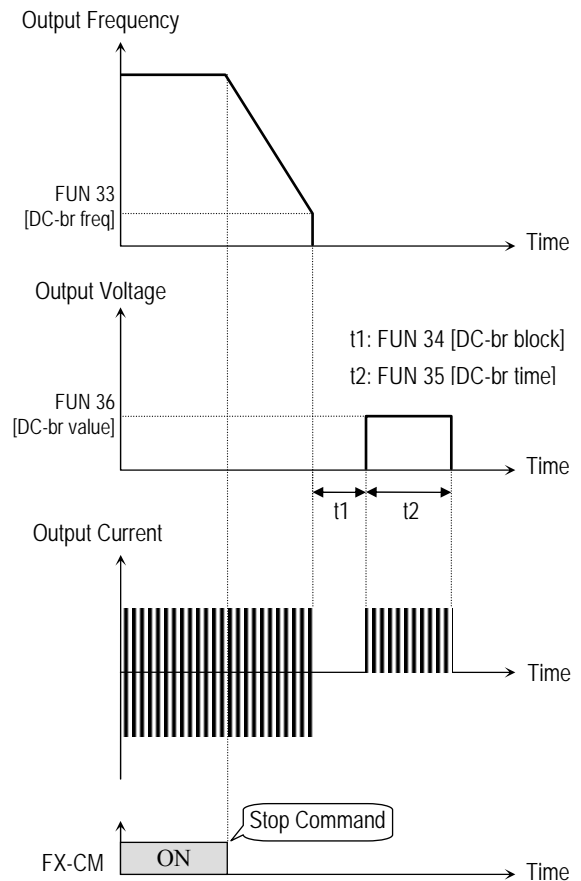 Output Frequency
FUN 33
[DC-br freq]
Time
Output Voltage
t1: FUN 34 [DC-br block]
t2: FUN 35 [DC-br time]
FUN 36
[DC-br value]
Time
t1
t2
Output Current
Time
Stop Command
FX-CM
ON
Time